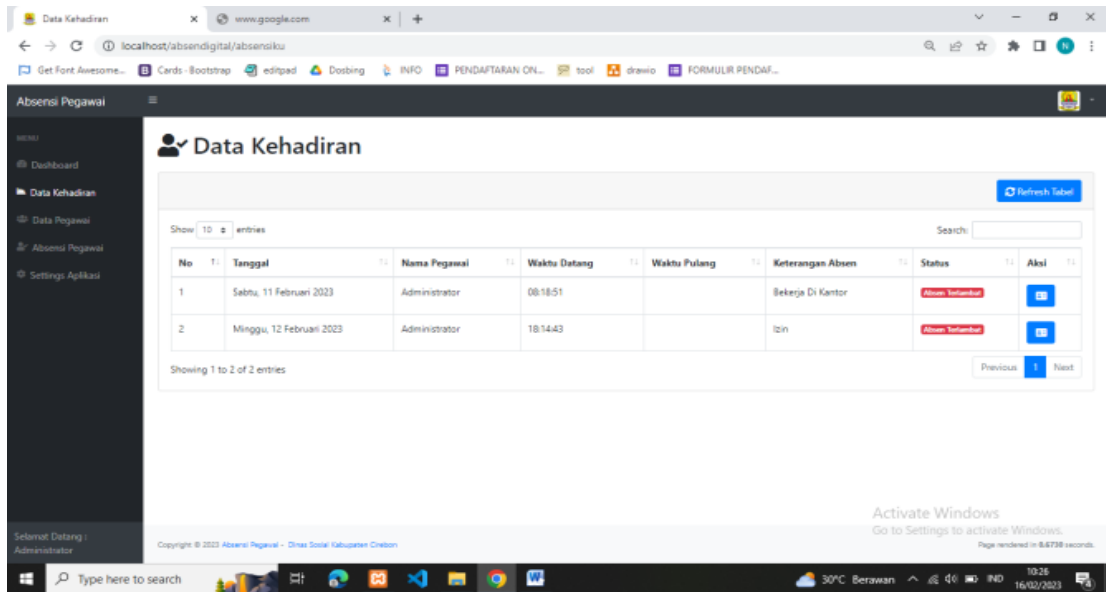 Data Kehadiran
www.google.com
localhost/absendigital/absensiku
Get Font Awesome... Cards · Bootstrap editpad Dosbing INFO PENDAFTARAN ON... tool drawio FORMULIR PENDAF...
Absensi Pegawai
MENU
Dashboard
Data Kehadiran
Data Pegawai
Absensi Pegawai
Settings Aplikasi
Data Kehadiran
Refresh Tabel
Show 10 entries Search:
No Tanggal Nama Pegawai Waktu Datang Waktu Pulang Keterangan Absen Status Aksi
1 Sabtu, 11 Februari 2023 Administrator 08:18:51 Bekerja Di Kantor Absen Terlambat
2 Minggu, 12 Februari 2023 Administrator 18:14:43 Izin Absen Terlambat
Showing 1 to 2 of 2 entries Previous 1 Next
Activate Windows
Go to Settings to activate Windows.
Selamat Datang :
Administrator
Copyright © 2023 Absensi Pegawai - Dinas Sosial Kabupaten Cirebon
Page rendered in 0.6730 seconds.
Type here to search
30°C Berawan
IND
10:26
16/02/2023